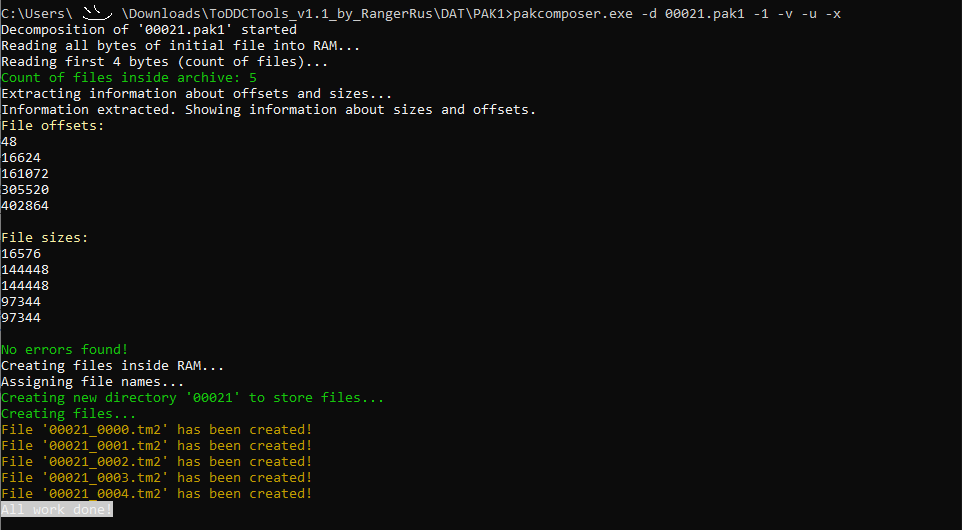 C:\Users\ \Downloads\ToDDCTools_v1.1_by_RangerRus\DAT\PAK1>pakcomposer.exe -d 00021.pak1 -1 -v -u -x
Decomposition of '00021.pak1' started
Reading all bytes of initial file into RAM...
Reading first 4 bytes (count of files)...
Count of files inside archive: 5
Extracting information about offsets and sizes...
Information extracted. Showing information about sizes and offsets.
File offsets:
48
16624
161072
305520
402864
File sizes:
16576
144448
144448
97344
97344
No errors found!
Creating files inside RAM...
Assigning file names...
Creating new directory '00021' to store files...
Creating files...
File '00021_0000.tm2' has been created!
File '00021_0001.tm2' has been created!
File '00021_0002.tm2' has been created!
File '00021_0003.tm2' has been created!
File '00021_0004.tm2' has been created!
All work done!